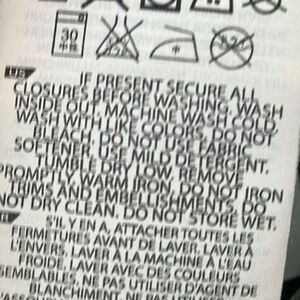 30
US
IF PRESENT SECURE ALL
CLOSURES BEFORE WASHING, WASH
INSIDE OUT, MACHINE WASH COLD,
WASH WITH LIKE COLORS, DO NOT
BLEACH, DO NOT USE FABRIC
SOFTENER, USE MILD DETERGENT,
TUMBLE DRY LOW, REMOVE
PROMPTLY, WARM IRON, DO NOT IRON
TRIMS AND EMBELLISHMENTS, DO
NOT DRY CLEAN, DO NOT STORE WET.
S'IL Y EN A, ATTACHER TOUTES LES
FERMETURES AVANT DE LAVER, LAVER À
L'ENVERS, LAVER À LA MACHINE À L'EAU
FROIDE, LAVER AVEC DES COULEURS
SEMBLABLES, NE PAS UTILISER D'AGENT DE
BLANCHIMENT, NE PAS UTILISER